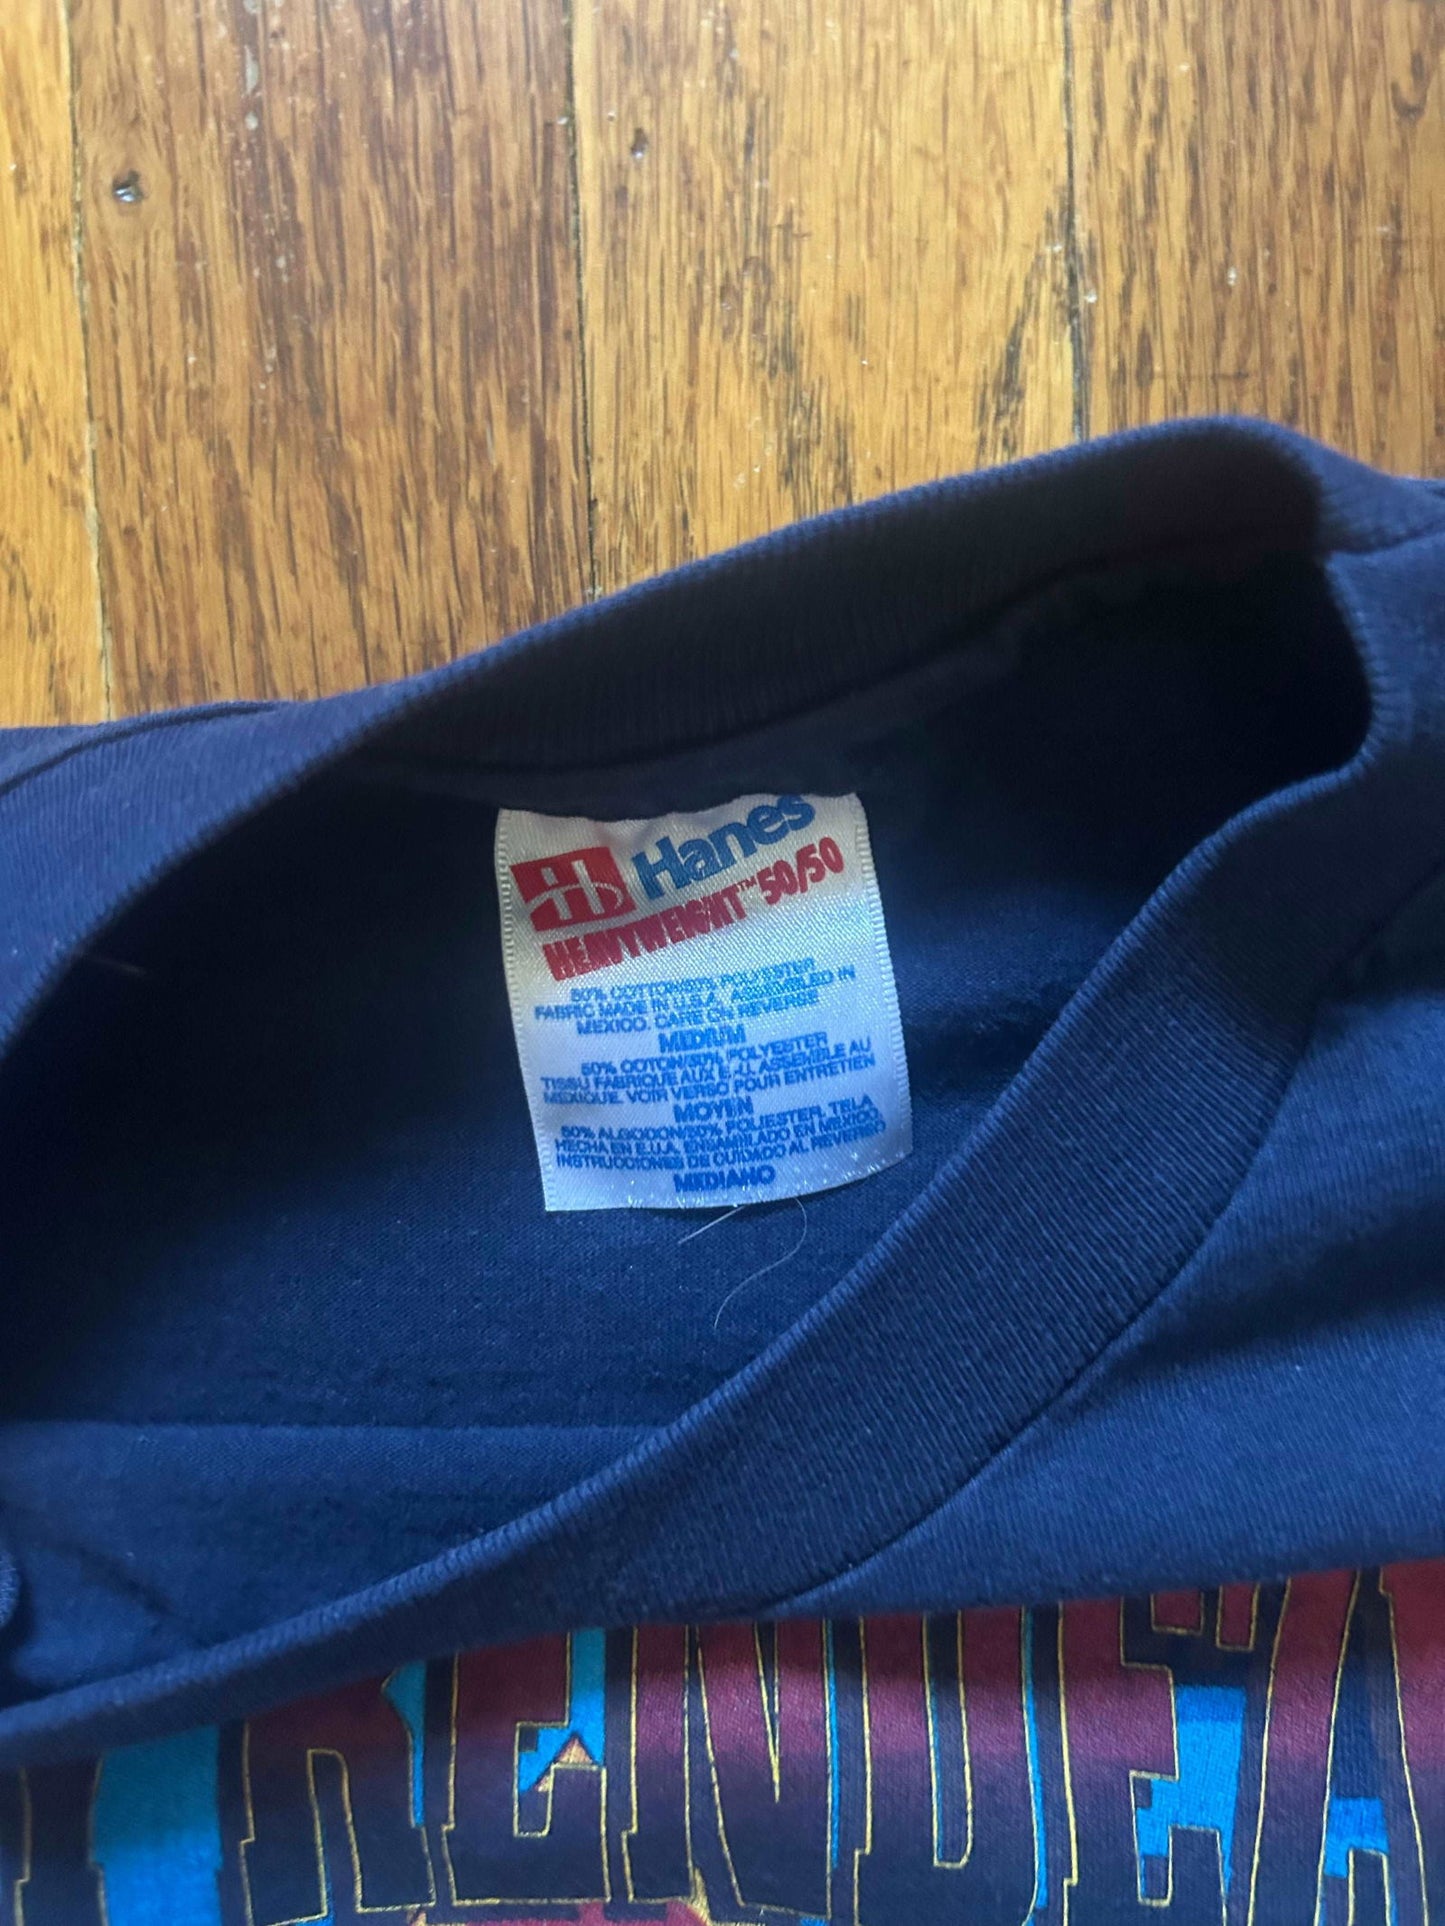 Hanes
HEAVYWEIGHT™ 50/50
50% COTTON/50% POLYESTER
FABRIC MADE IN U.S.A. ASSEMBLED IN
MEXICO. CARE ON REVERSE
MEDIUM
50% COTON/50% POLYESTER
TISSU FABRIQUE AUX E.-U. ASSEMBLE AU
MEXIQUE. VOIR VERSO POUR ENTRETIEN
MOYEN
50% ALGODON/50% POLIESTER. TELA
HECHA EN E.U.A. ENSAMBLADO EN MEXICO
INSTRUCCIONES DE CUIDADO AL REVERSO
MEDIANO
RENDEA